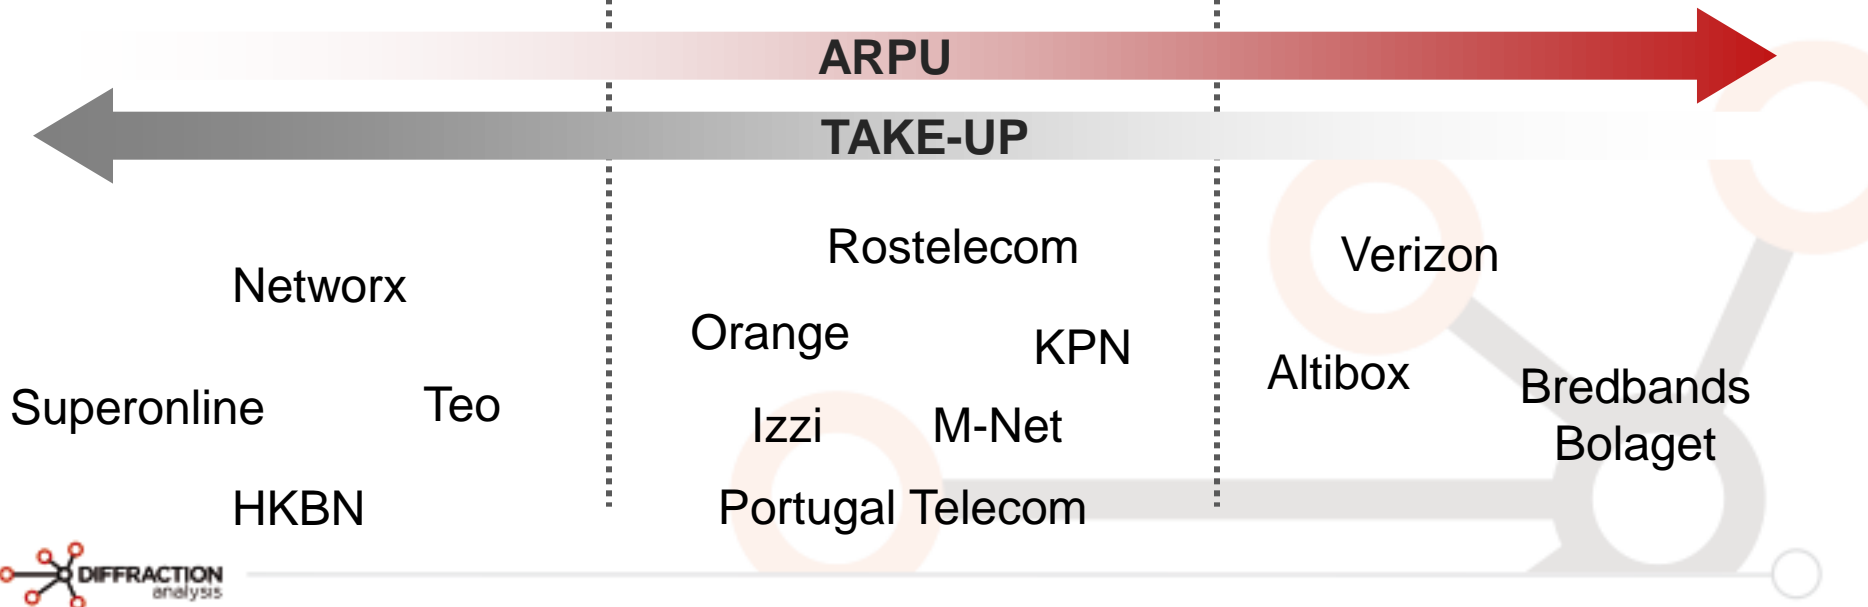 ARPU
TAKE-UP
Networx
Superonline
Teo
HKBN
Rostelecom
Orange
KPN
Izzi
M-Net
Portugal Telecom
Verizon
Altibox
Bredbands
Bolaget
DIFFRACTION
analysis